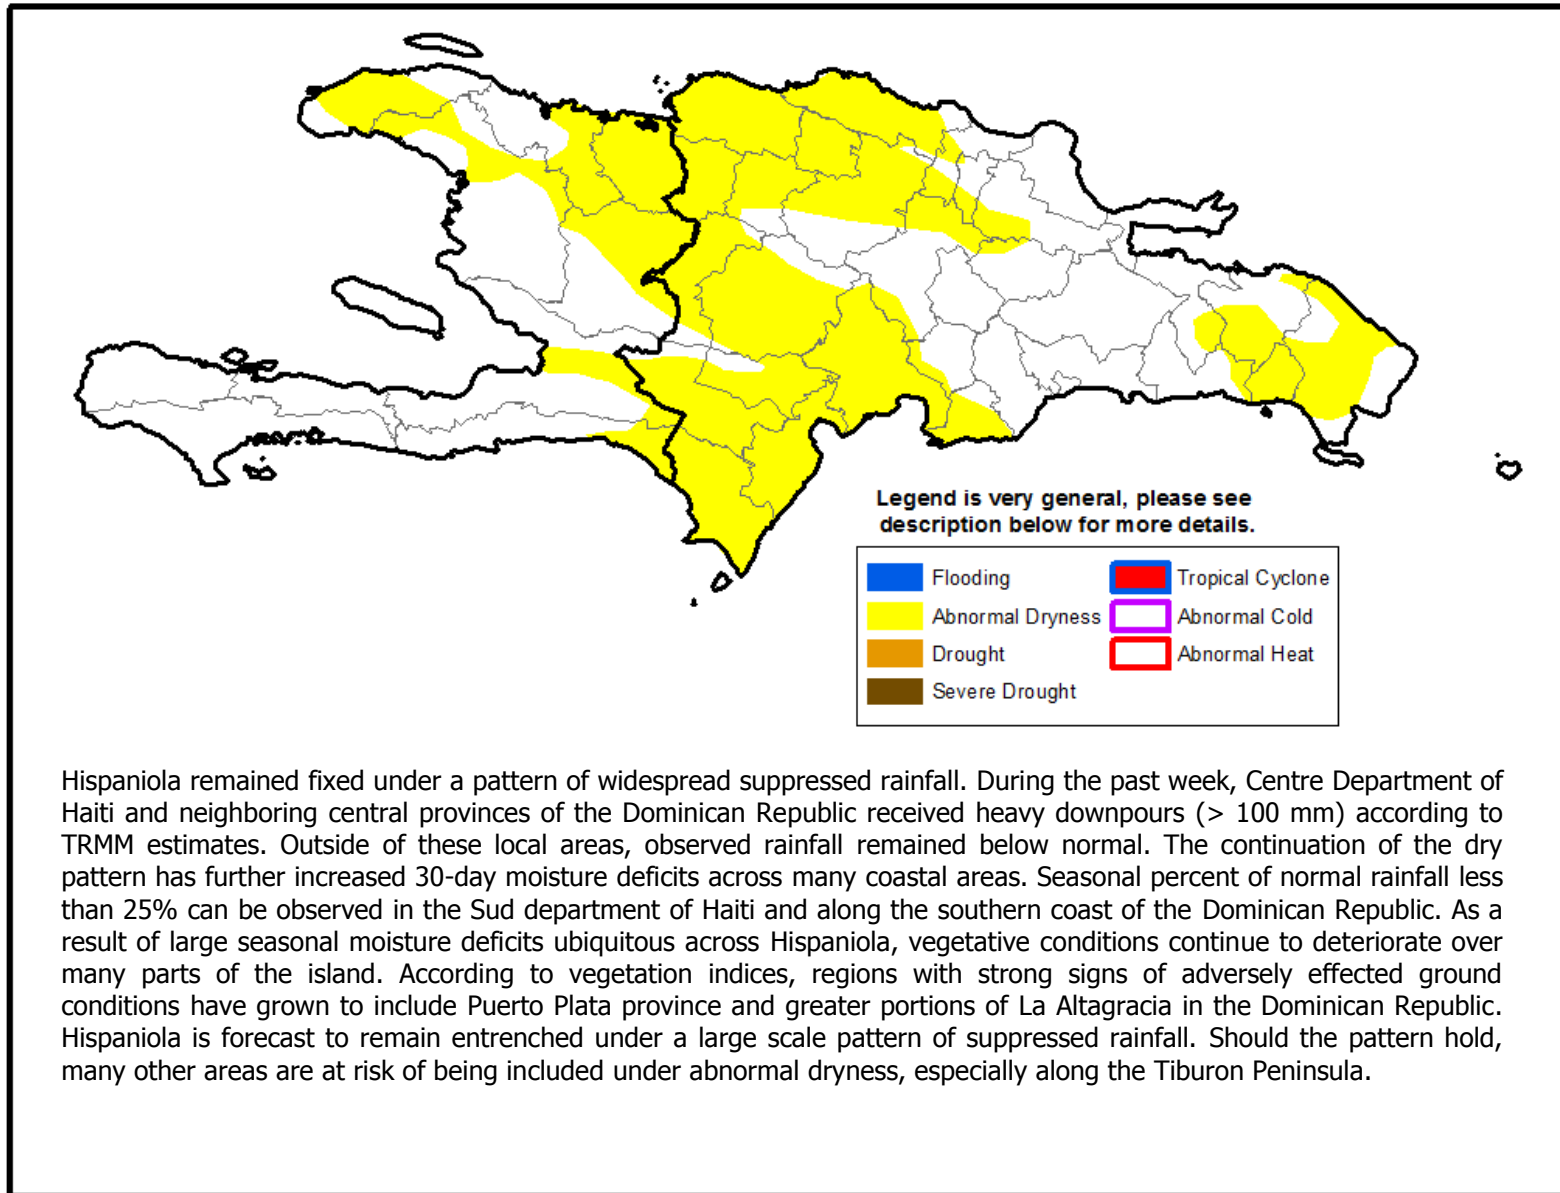 Legend is very general, please see
description below for more details.
Flooding
Abnormal Dryness
Drought
Severe Drought
Tropical Cyclone
Abnormal Cold
Abnormal Heat
Hispaniola remained fixed under a pattern of widespread suppressed rainfall. During the past week, Centre Department of
Haiti and neighboring central provinces of the Dominican Republic received heavy downpours (> 100 mm) according to
TRMM estimates. Outside of these local areas, observed rainfall remained below normal. The continuation of the dry
pattern has further increased 30-day moisture deficits across many coastal areas. Seasonal percent of normal rainfall less
than 25% can be observed in the Sud department of Haiti and along the southern coast of the Dominican Republic. As a
result of large seasonal moisture deficits ubiquitous across Hispaniola, vegetative conditions continue to deteriorate over
many parts of the island. According to vegetation indices, regions with strong signs of adversely effected ground
conditions have grown to include Puerto Plata province and greater portions of La Altagracia in the Dominican Republic.
Hispaniola is forecast to remain entrenched under a large scale pattern of suppressed rainfall. Should the pattern hold,
many other areas are at risk of being included under abnormal dryness, especially along the Tiburon Peninsula.